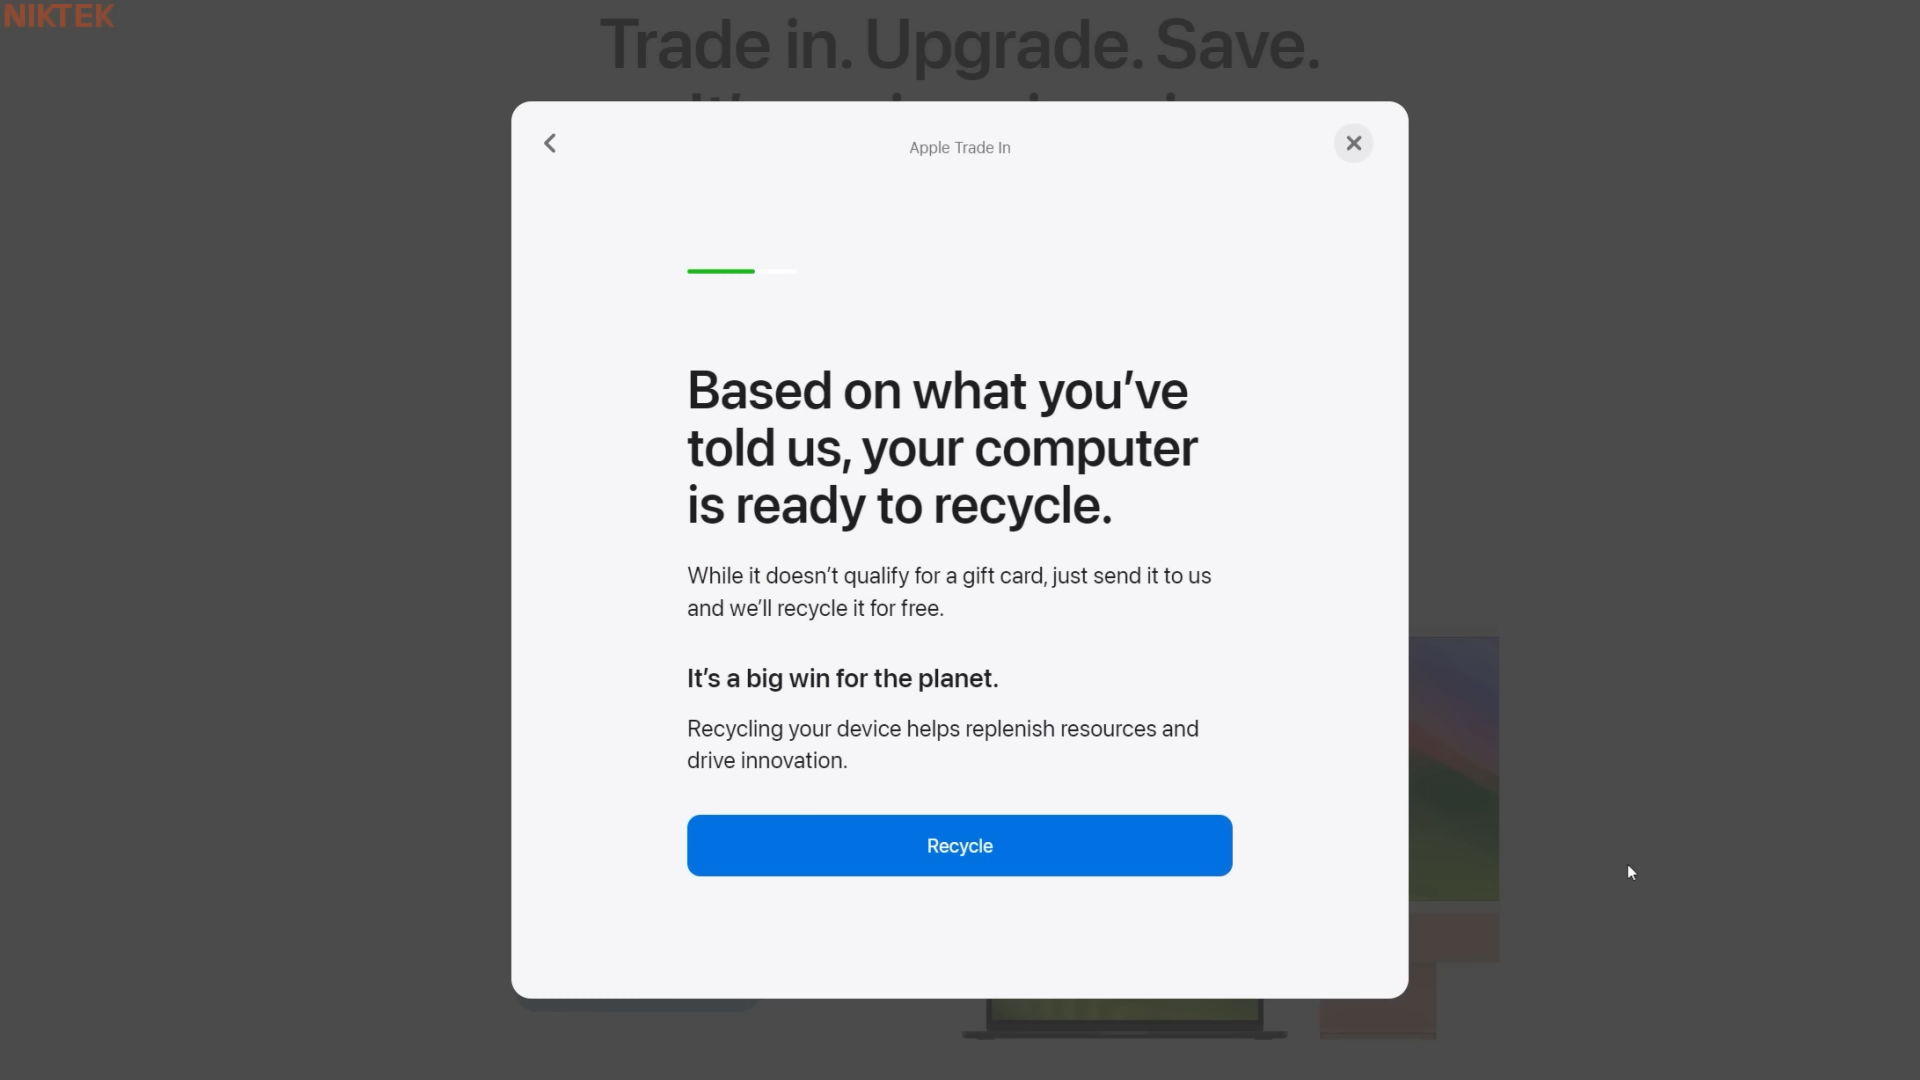 NIKTEK
Trade in. Upgrade. Save.
Apple Trade In
Based on what you’ve
told us, your computer
is ready to recycle.
While it doesn’t qualify for a gift card, just send it to us
and we’ll recycle it for free.
It’s a big win for the planet.
Recycling your device helps replenish resources and
drive innovation.
Recycle